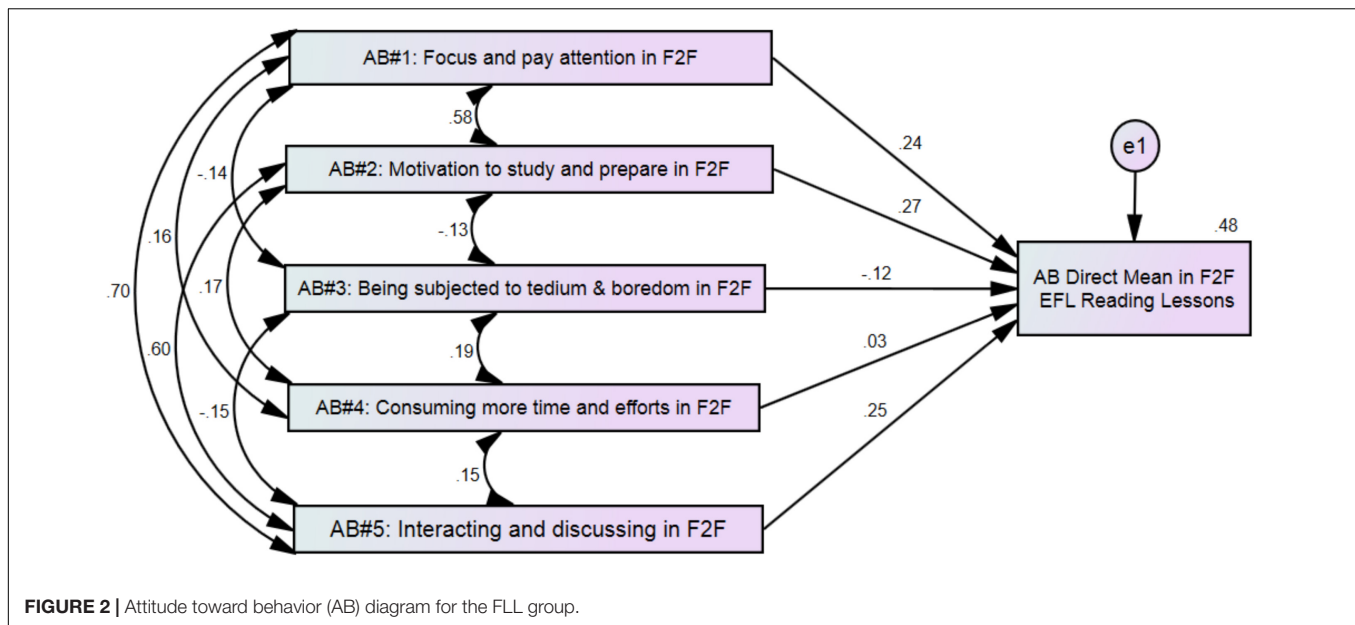 AB#1: Focus and pay attention in F2F
.58
.24
e1
-.14
AB#2: Motivation to study and prepare in F2F
.27
.48
.16
-.13
AB Direct Mean in F2F
EFL Reading Lessons
.70
.17
AB#3: Being subjected to tedium & boredom in F2F
-.12
.60
.19
.03
-.15
AB#4: Consuming more time and efforts in F2F
.25
.15
AB#5: Interacting and discussing in F2F
FIGURE 2 | Attitude toward behavior (AB) diagram for the FLL group.